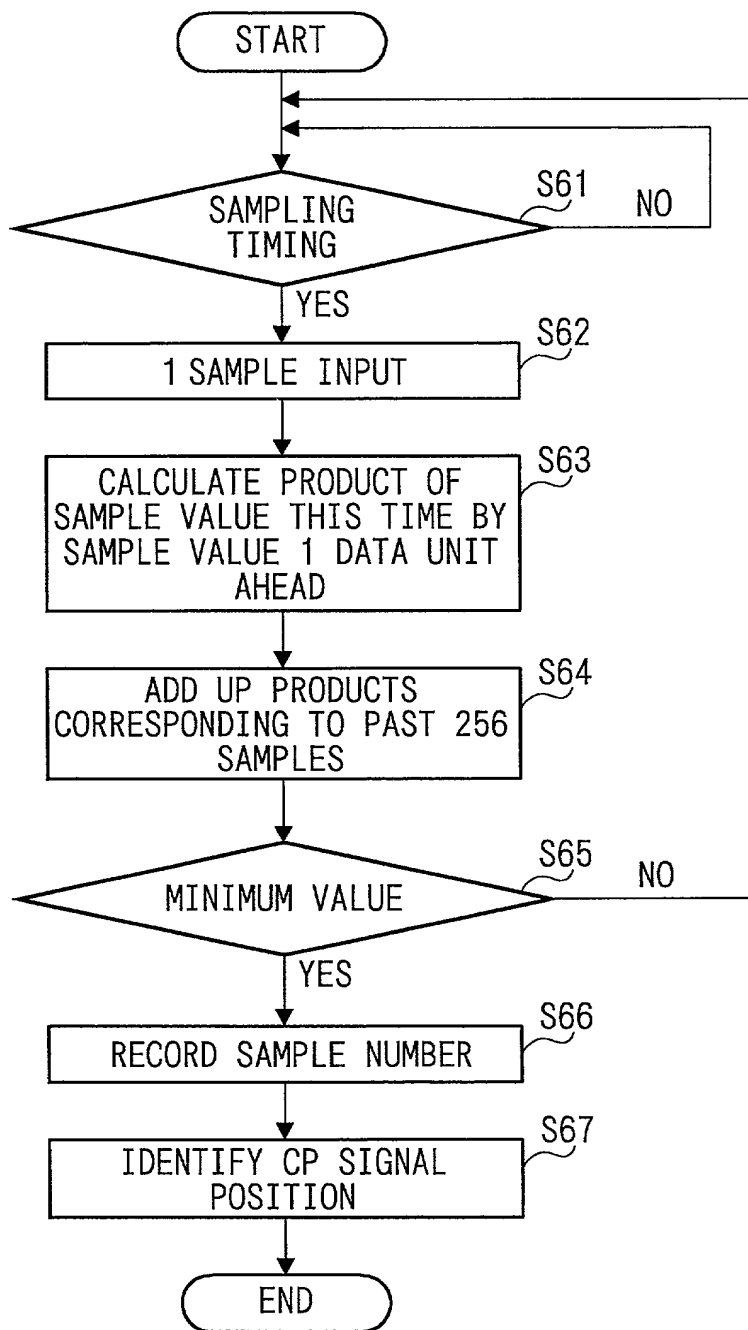 START
S61
SAMPLING
TIMING
NO
YES
S62
1 SAMPLE INPUT
S63
CALCULATE PRODUCT OF
SAMPLE VALUE THIS TIME BY
SAMPLE VALUE 1 DATA UNIT
AHEAD
S64
ADD UP PRODUCTS
CORRESPONDING TO PAST 256
SAMPLES
S65
MINIMUM VALUE
NO
YES
S66
RECORD SAMPLE NUMBER
S67
IDENTIFY CP SIGNAL
POSITION
END